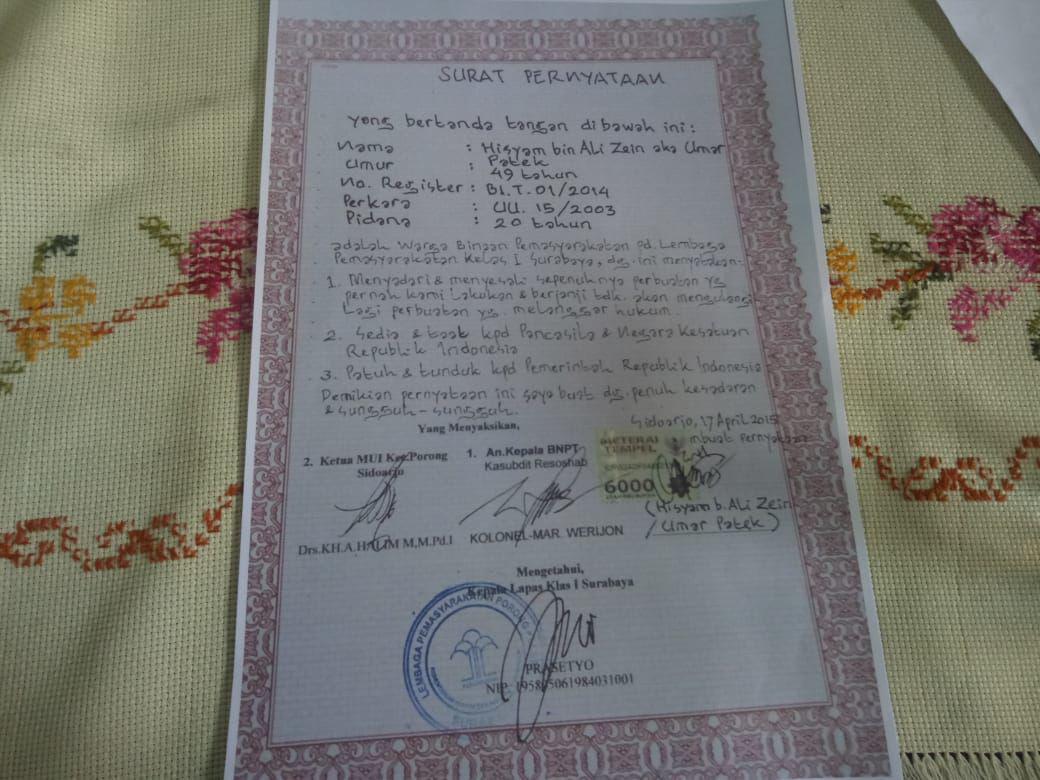 SURAT PERNYATAAN
Yang bertanda tangan dibawah ini:
Nama : Hisyam bin ALi Zein aka Umar
Patek
Umur : 49 tahun
No. Register : BI.T.01/2014
Perkara : UU. 15/2003
Pidana : 20 tahun
adalah Warga Binaan Pemasyarakatan pd. Lembaga
Pemasyarakatan Kelas I Surabaya, dg. ini menyatakan:
1. Menyadari & menyesali sepenuhnya perbuatan yg
pernah kami Lakukan & berjanji tdk. akan mengulangi
Lagi perbuatan yg. melanggar hukum.
2. Setia & taat kpd Pancasila & Negara Kesatuan
Republik Indonesia
3. Patuh & tunduk kpd Pemerintah Republik Indonesia
Demikian pernyataan ini saya buat dg. penuh kesadaran
& sungguh-sungguh.
Sidoarjo, 17 April 2015
Yang Menyaksikan,
mbuat pernyataan
2. Ketua MUI Kec.Porong
Sidoarjo
1. An.Kepala BNPT
Kasubdit Resoshab
METERAI
TEMPEL
6000
(Hisyam b. ALi Zein
/ Umar Patek)
Drs.KH.A.HALIM M,M.Pd.I
KOLONEL-MAR. WERIJON
Mengetahui,
Kepala Lapas Klas I Surabaya
LEMBAGA PEMASYARAKATAN PORONG
PRASETYO